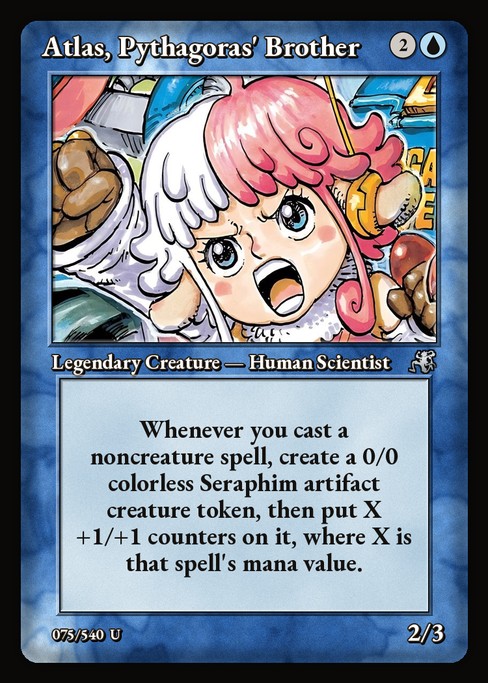 Atlas, Pythagoras' Brother 2
Legendary Creature — Human Scientist
Whenever you cast a
noncreature spell, create a 0/0
colorless Seraphim artifact
creature token, then put X
+1/+1 counters on it, where X is
that spell's mana value.
075/540 U 2/3